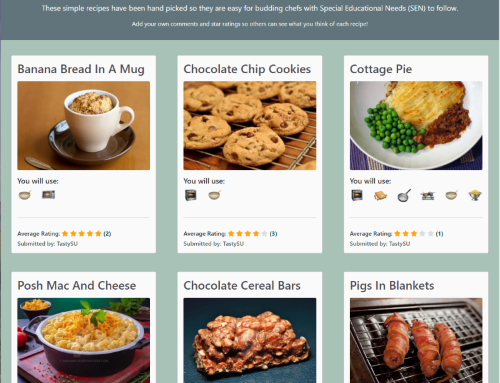 These simple recipes have been hand picked so they are easy for budding chefs with Special Educational Needs (SEN) to follow.
Add your own comments and star ratings so others can see what you think of each recipe!
Banana Bread In A Mug
Chocolate Chip Cookies
Cottage Pie
You will use:
You will use:
You will use:
Average Rating: (2)
Average Rating: (3)
Average Rating: (1)
Submitted by: TastySU
Submitted by: TastySU
Submitted by: TastySU
Posh Mac And Cheese
Chocolate Cereal Bars
Pigs In Blankets